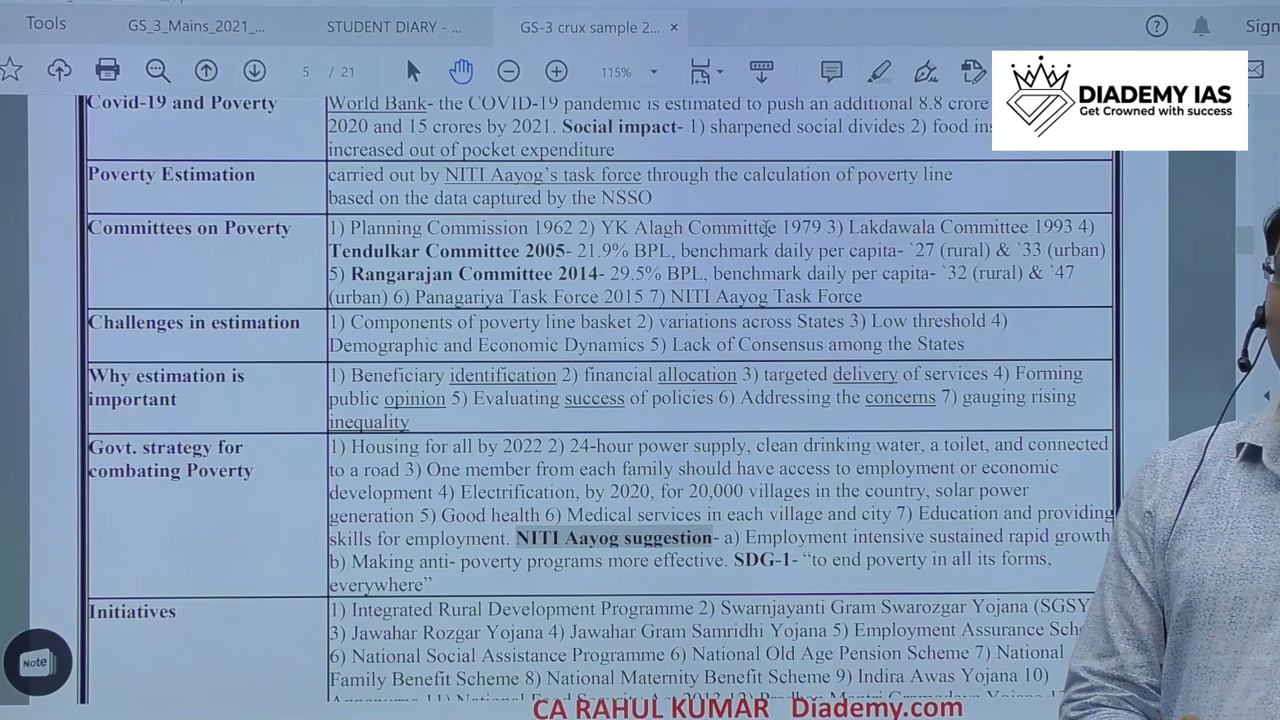 Tools GS_3_Mains_2021_... STUDENT DIARY - ... GS-3 crux sample 2... × ? Sign
5 / 21 115%
DIADEMY IAS
Get Crowned with success
Covid-19 and Poverty
World Bank- the COVID-19 pandemic is estimated to push an additional 8.8 crore
2020 and 15 crores by 2021. Social impact- 1) sharpened social divides 2) food
increased out of pocket expenditure
Poverty Estimation
carried out by NITI Aayog's task force through the calculation of poverty line
based on the data captured by the NSSO
Committees on Poverty
1) Planning Commission 1962 2) YK Alagh Committee 1979 3) Lakdawala Committee 1993 4)
Tendulkar Committee 2005- 21.9% BPL, benchmark daily per capita- `27 (rural) & `33 (urban)
5) Rangarajan Committee 2014- 29.5% BPL, benchmark daily per capita- `32 (rural) & `47
(urban) 6) Panagariya Task Force 2015 7) NITI Aayog Task Force
Challenges in estimation
1) Components of poverty line basket 2) variations across States 3) Low threshold 4)
Demographic and Economic Dynamics 5) Lack of Consensus among the States
Why estimation is
important
1) Beneficiary identification 2) financial allocation 3) targeted delivery of services 4) Forming
public opinion 5) Evaluating success of policies 6) Addressing the concerns 7) gauging rising
inequality
Govt. strategy for
combating Poverty
1) Housing for all by 2022 2) 24-hour power supply, clean drinking water, a toilet, and connected
to a road 3) One member from each family should have access to employment or economic
development 4) Electrification, by 2020, for 20,000 villages in the country, solar power
generation 5) Good health 6) Medical services in each village and city 7) Education and providing
skills for employment. NITI Aayog suggestion- a) Employment intensive sustained rapid growth
b) Making anti- poverty programs more effective. SDG-1- “to end poverty in all its forms,
everywhere”
Initiatives
1) Integrated Rural Development Programme 2) Swarnjayanti Gram Swarozgar Yojana (SGSY
3) Jawahar Rozgar Yojana 4) Jawahar Gram Samridhi Yojana 5) Employment Assurance
6) National Social Assistance Programme 6) National Old Age Pension Scheme 7) National
Family Benefit Scheme 8) National Maternity Benefit Scheme 9) Indira Awas Yojana 10)
Note
CA RAHUL KUMAR Diademy.com